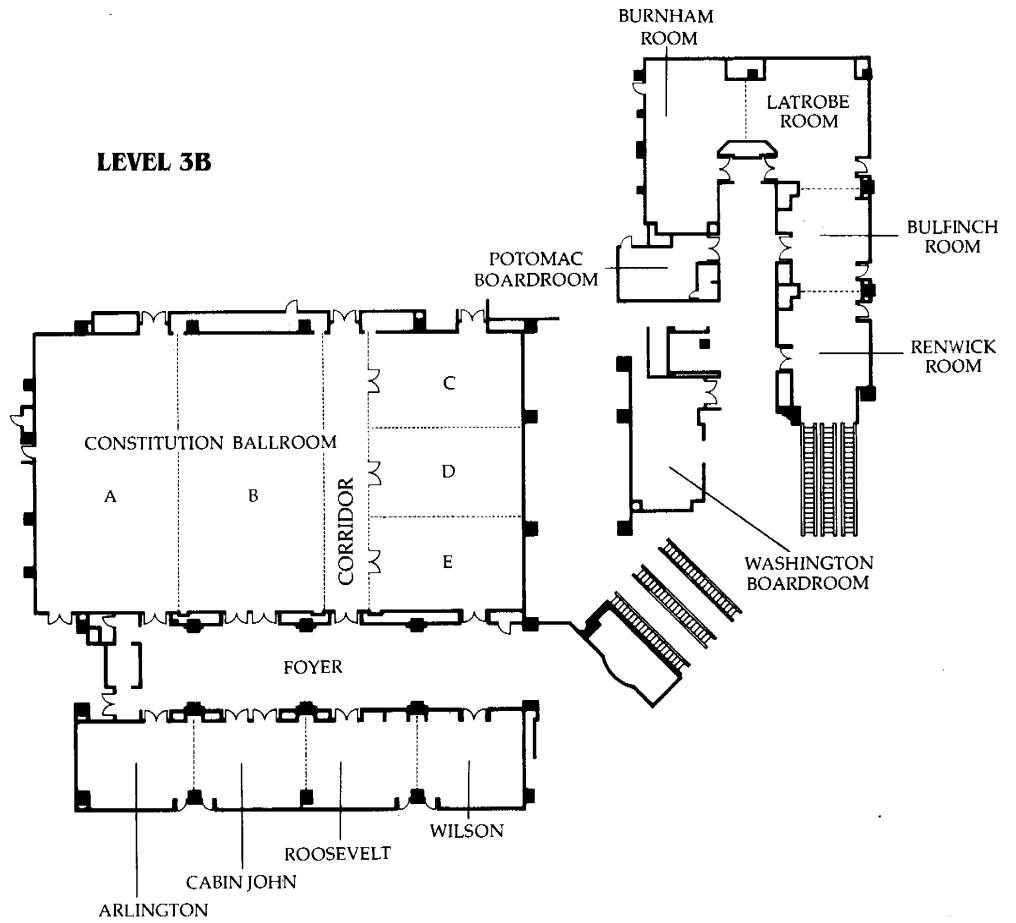 BURNHAM
ROOM
LATROBE
ROOM
LEVEL 3B
BULFINCH
ROOM
POTOMAC
BOARDROOM
RENWICK
ROOM
C
CONSTITUTION BALLROOM
A
B
D
CORRIDOR
E
WASHINGTON
BOARDROOM
FOYER
WILSON
ROOSEVELT
CABIN JOHN
ARLINGTON